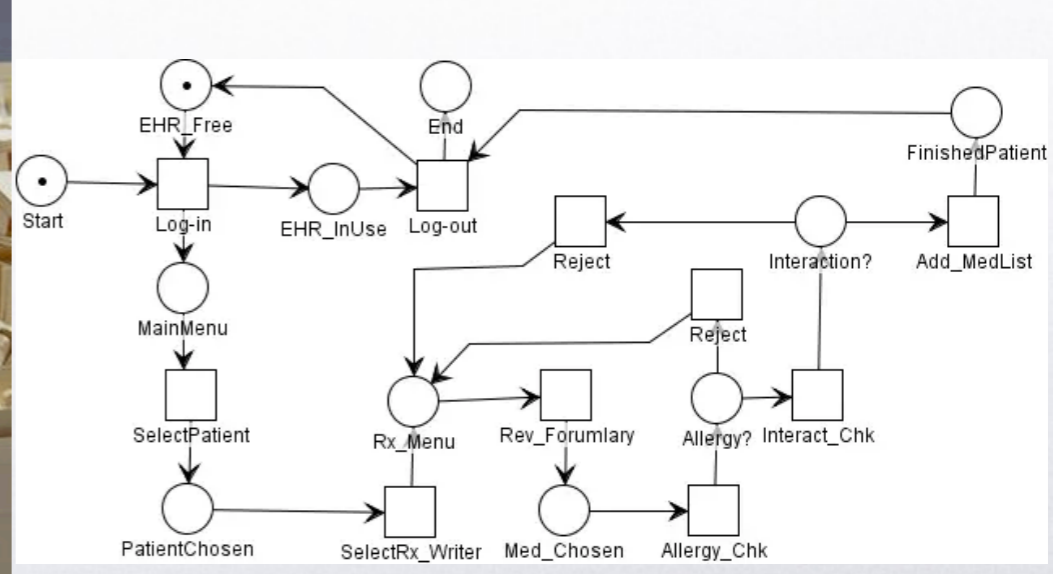 EHR_Free
End
FinishedPatient
Start
Log-in
EHR_InUse
Log-out
Reject
Interaction?
Add_MedList
MainMenu
Reject
SelectPatient
Rx_Menu
Rev_Forumlary
Allergy?
Interact_Chk
PatientChosen
SelectRx_Writer
Med_Chosen
Allergy_Chk